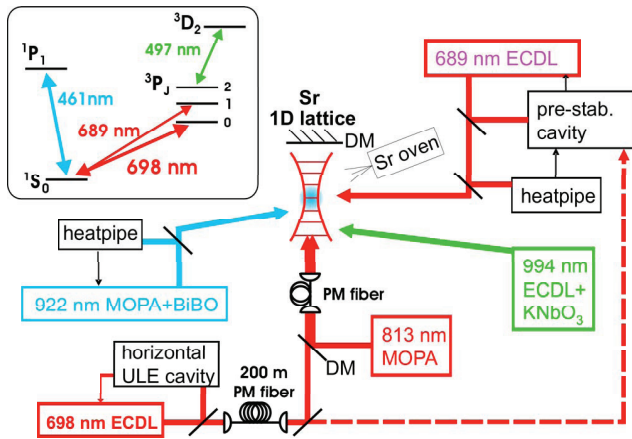 ³D₂
497 nm
¹P₁
³P_J
2
1
0
461nm
689 nm
698 nm
¹S₀
Sr
1D lattice
DM
Sr oven
689 nm ECDL
pre-stab.
cavity
heatpipe
heatpipe
922 nm MOPA+BiBO
PM fiber
994 nm
ECDL+
KNbO₃
813 nm
MOPA
DM
horizontal
ULE cavity
200 m
PM fiber
698 nm ECDL